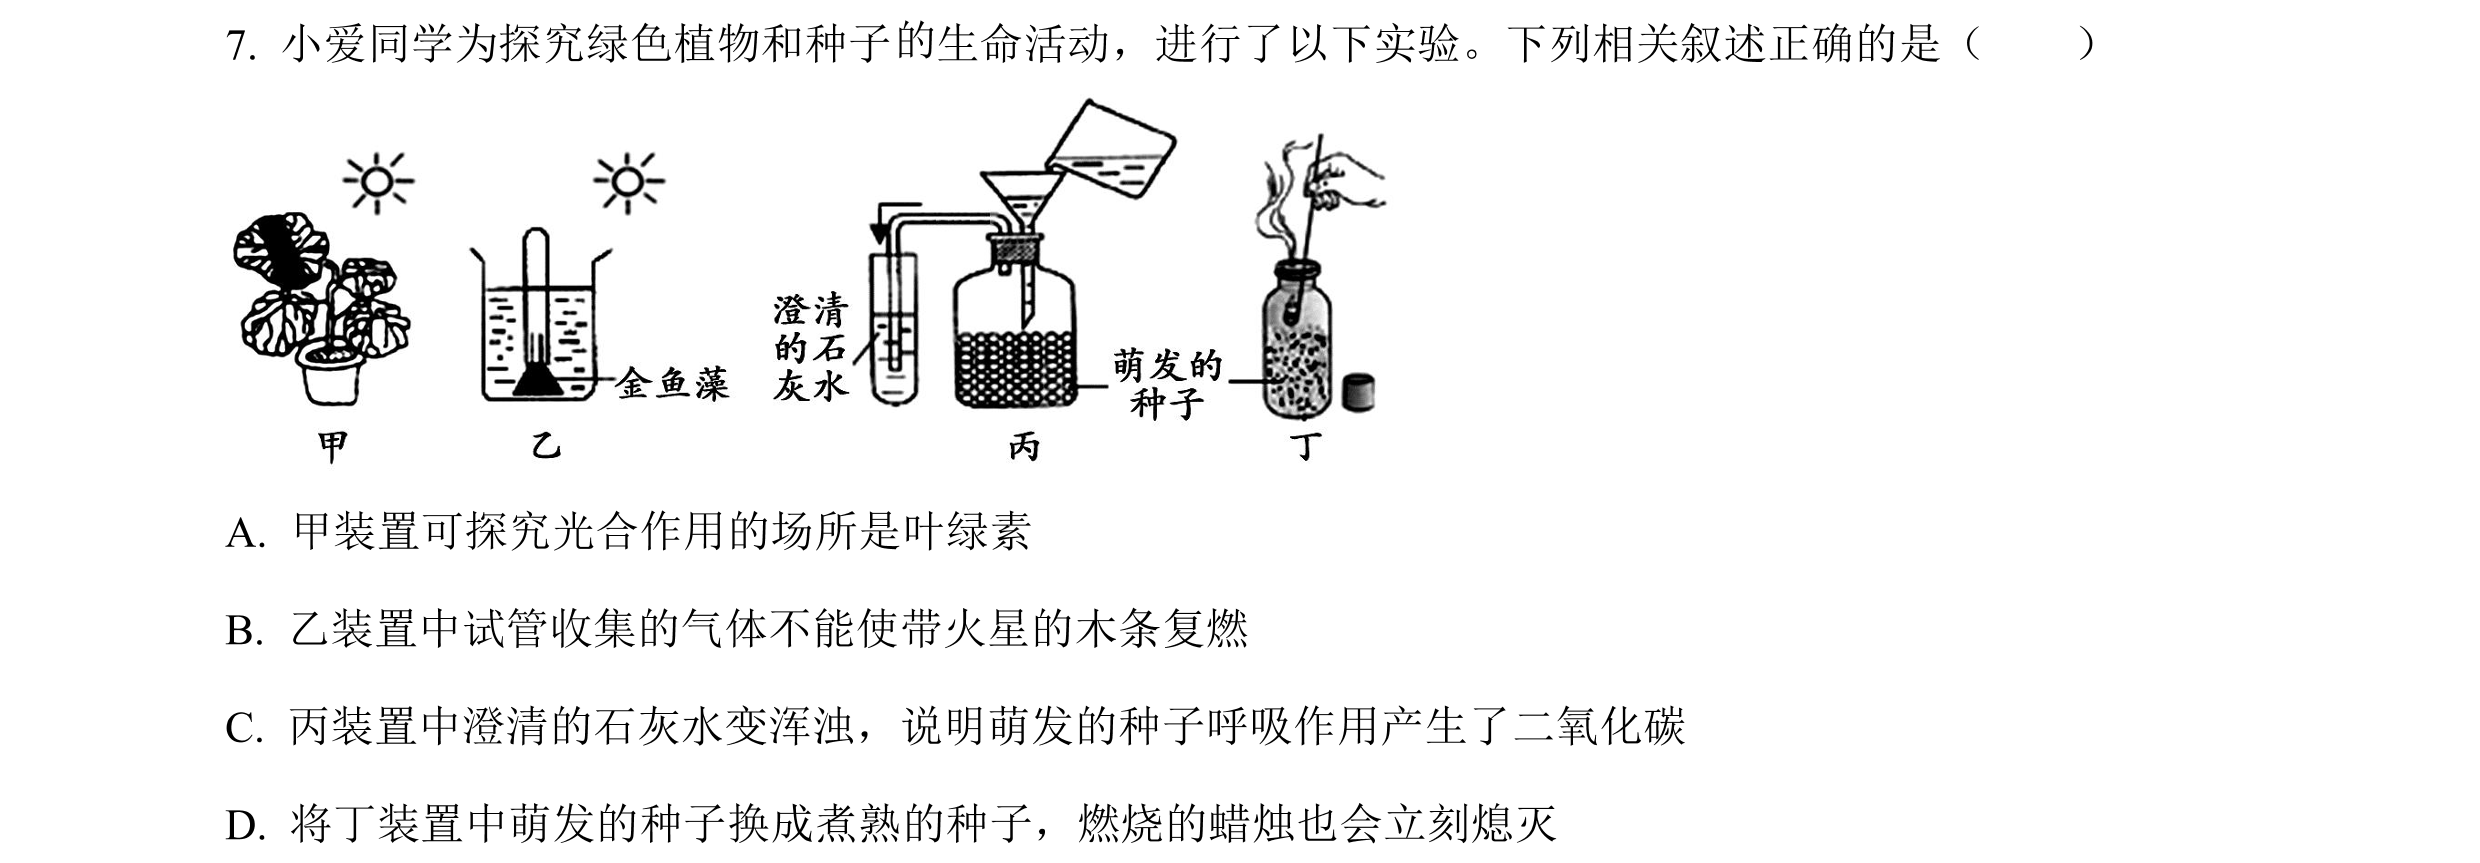 7. 小爱同学为探究绿色植物和种子的生命活动，进行了以下实验。下列相关叙述正确的是（　　）
澄清
的石
灰水
金鱼藻
萌发的
种子
甲
乙
丙
丁
A. 甲装置可探究光合作用的场所是叶绿素
B. 乙装置中试管收集的气体不能使带火星的木条复燃
C. 丙装置中澄清的石灰水变浑浊，说明萌发的种子呼吸作用产生了二氧化碳
D. 将丁装置中萌发的种子换成煮熟的种子，燃烧的蜡烛也会立刻熄灭